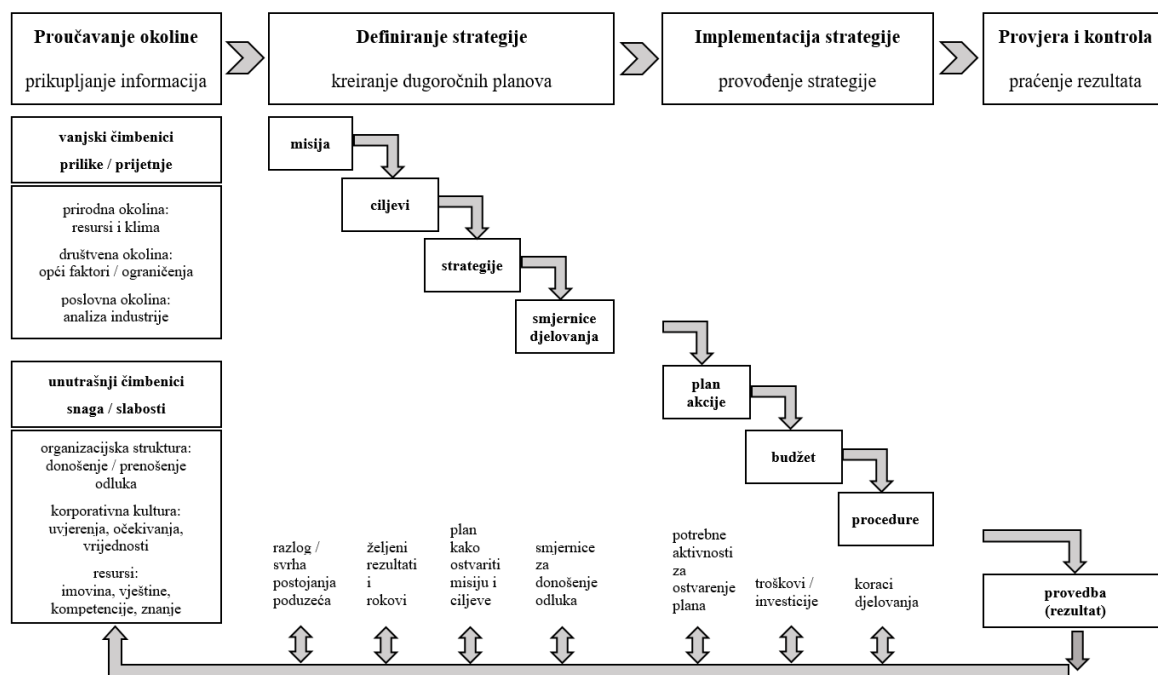 Proučavanje okoline
prikupljanje informacija
Definiranje strategije
kreiranje dugoročnih planova
Implementacija strategije
provođenje strategije
Provjera i kontrola
praćenje rezultata
vanjski čimbenici
prilike / prijetnje
prirodna okolina:
resursi i klima
društvena okolina:
opći faktori / ograničenja
poslovna okolina:
analiza industrije
unutrašnji čimbenici
snaga / slabosti
organizacijska struktura:
donošenje / prenošenje
odluka
korporativna kultura:
uvjerenja, očekivanja,
vrijednosti
resursi:
imovina, vještine,
kompetencije, znanje
misija
ciljevi
strategije
smjernice
djelovanja
plan
akcije
budžet
procedure
provedba
(rezultat)
razlog /
svrha
postojanja
poduzeća
željeni
rezultati
i
rokovi
plan
kako
ostvariti
misiju i
ciljeve
smjernice
za
donošenje
odluka
potrebne
aktivnosti
za
ostvarenje
plana
troškovi /
investicije
koraci
djelovanja